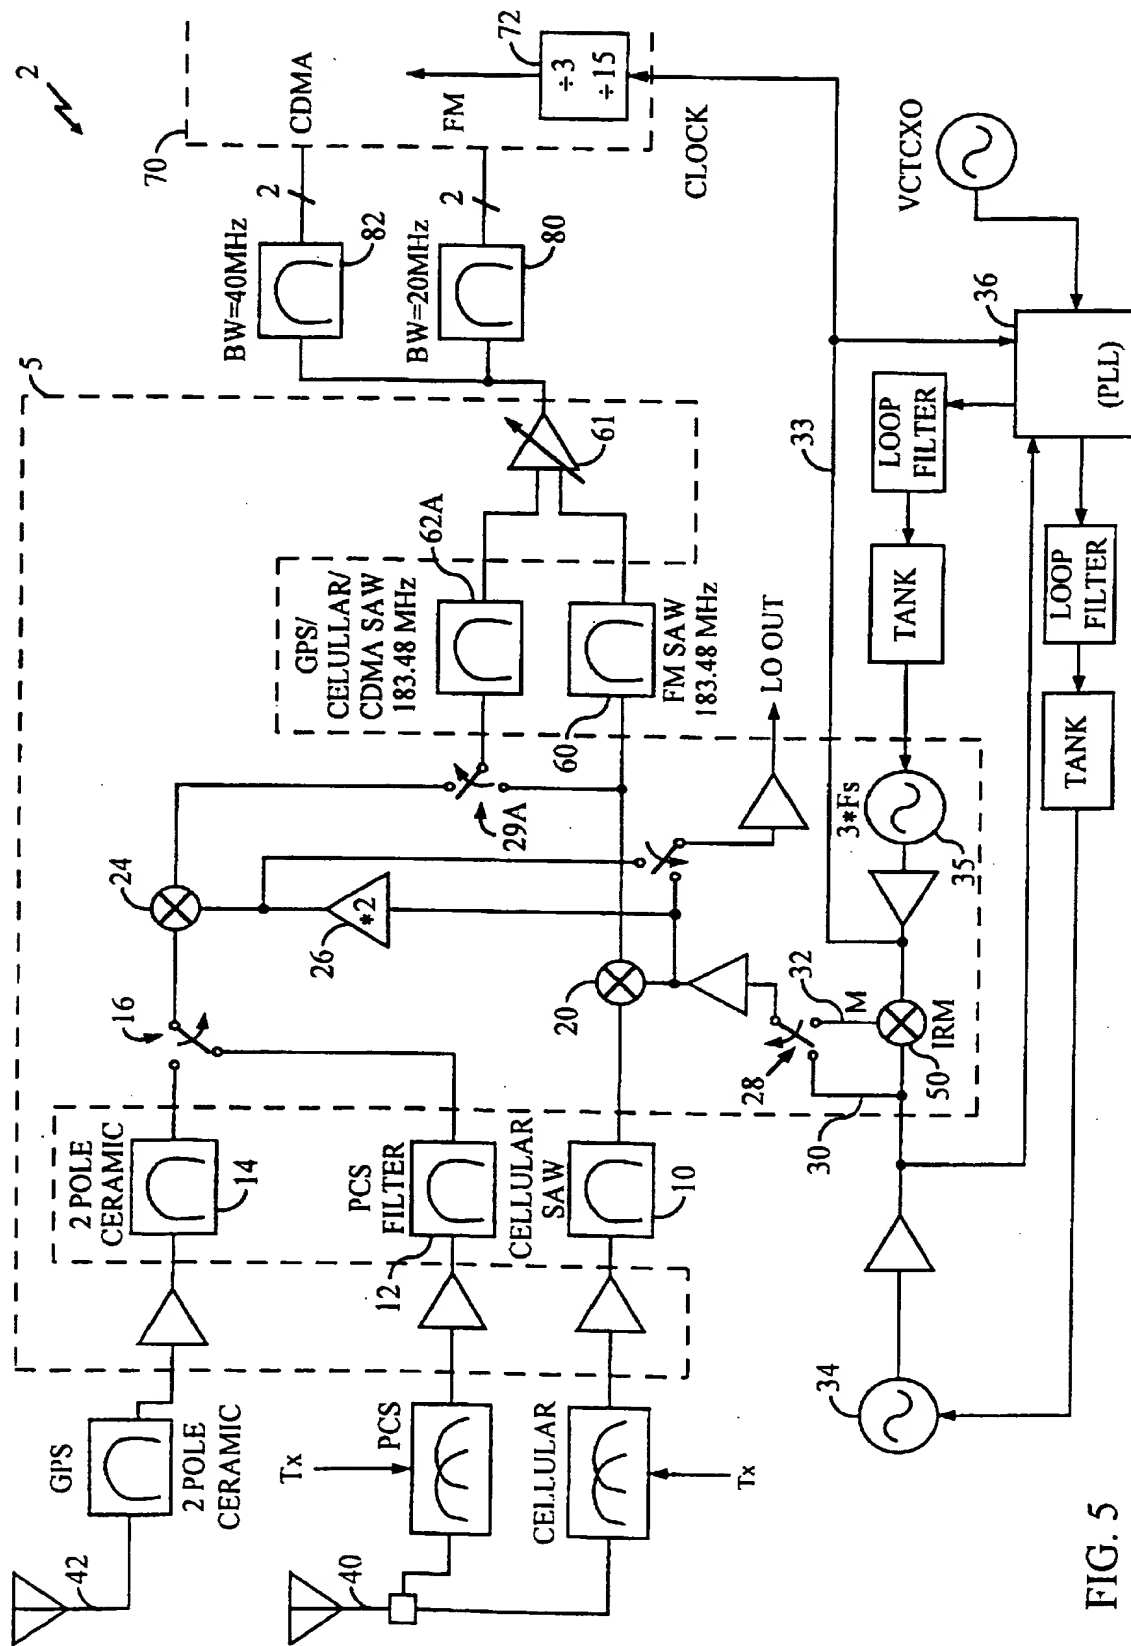 2
70
CDMA
FM
72
÷3
÷15
CLOCK
2
2
BW=40MHz
82
BW=20MHz
80
VCTCXO
36
(PLL)
5
61
62A
GPS/
CELULLAR/
CDMA SAW
183.48 MHz
60
FM SAW
183.48 MHz
LO OUT
33
LOOP
FILTER
TANK
LOOP
FILTER
TANK
3*Fs
35
24
29A
26
*2
20
16
28
32
M
30
50
IRM
2 POLE
CERAMIC
14
PCS
FILTER
12
CELLULAR
SAW
10
34
GPS
2 POLE
CERAMIC
Tx
PCS
CELLULAR
Tx
42
40
FIG. 5